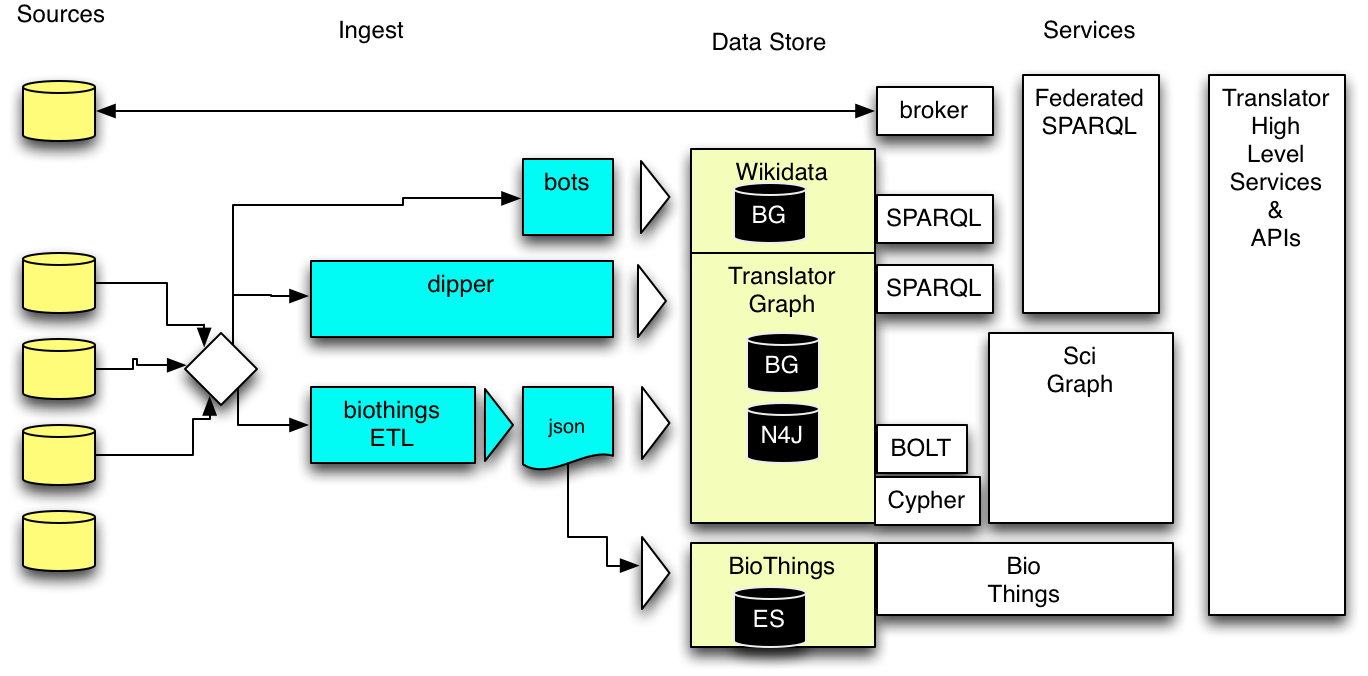 Sources
Ingest
Data Store
Services
broker
Federated
SPARQL
Translator
High
Level
Services
&
APIs
bots
Wikidata
BG
SPARQL
dipper
Translator
Graph
SPARQL
BG
N4J
Sci
Graph
biothings
ETL
json
BOLT
Cypher
BioThings
ES
Bio
Things